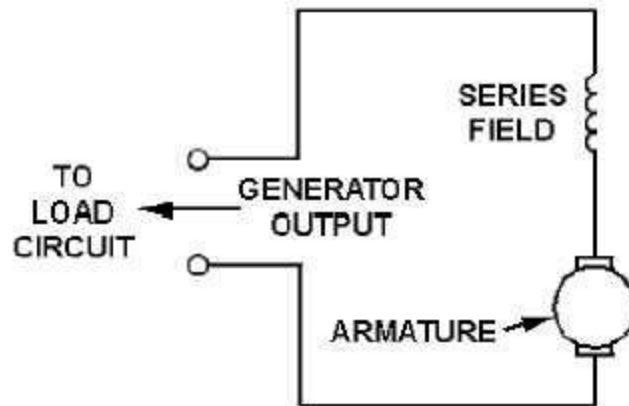 SERIES
FIELD
TO
LOAD
CIRCUIT
GENERATOR
OUTPUT
ARMATURE